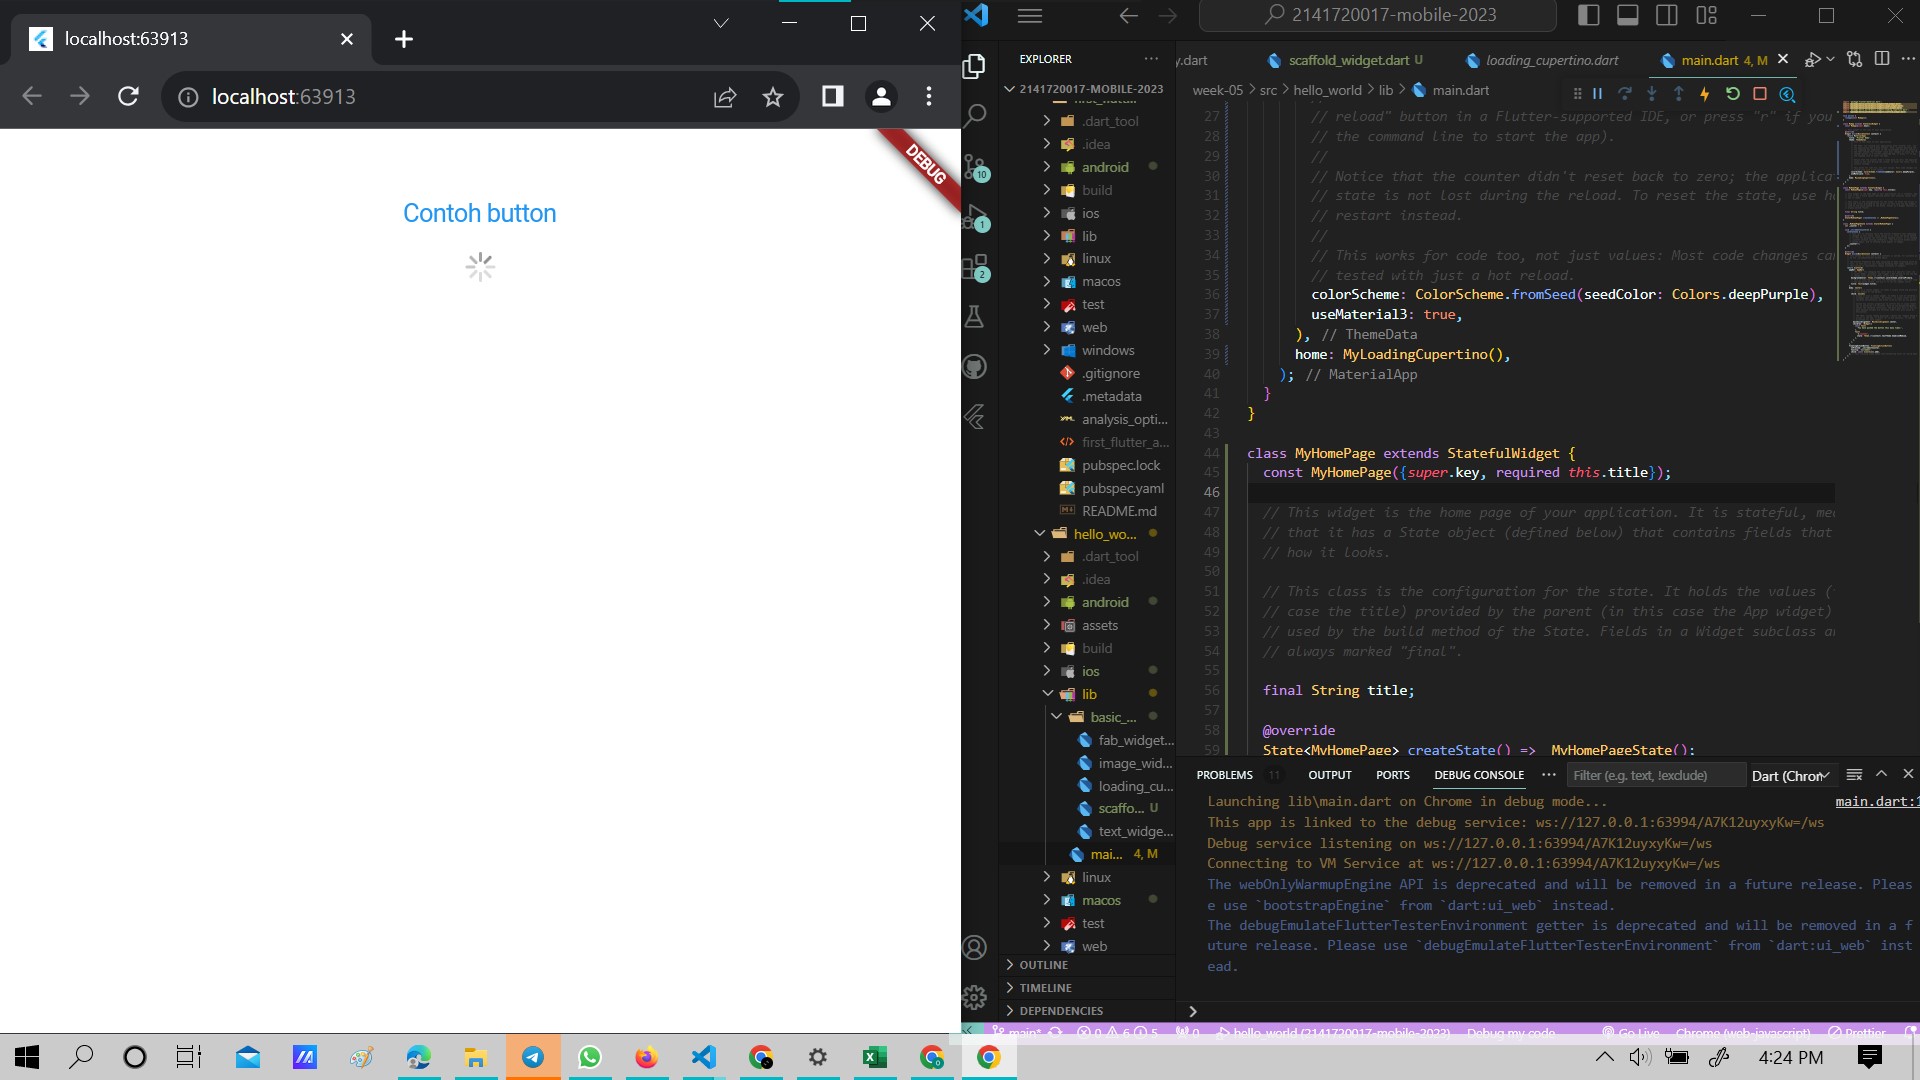 localhost:63913
localhost:63913
DEBUG
Contoh button
2141720017-mobile-2023
EXPLORER
2141720017-MOBILE-2023
.dart_tool
.idea
android
build
ios
lib
linux
macos
test
web
windows
.gitignore
.metadata
analysis_opti...
first_flutter_a...
pubspec.lock
pubspec.yaml
README.md
hello_wo...
.dart_tool
.idea
android
assets
build
ios
lib
basic_...
fab_widget...
image_wid...
loading_cu...
scaffo... U
text_widge...
mai... 4, M
linux
macos
test
web
OUTLINE
TIMELINE
DEPENDENCIES
10
1
2
y.dart
scaffold_widget.dart U
loading_cupertino.dart
main.dart 4, M
week-05 > src > hello_world > lib > main.dart
27 // reload" button in a Flutter-supported IDE, or press "r" if you
28 // the command line to start the app).
29 //
30 // Notice that the counter didn't reset back to zero; the applica
31 // state is not lost during the reload. To reset the state, use h
32 // restart instead.
33 //
34 // This works for code too, not just values: Most code changes ca
35 // tested with just a hot reload.
36 colorScheme: ColorScheme.fromSeed(seedColor: Colors.deepPurple),
37 useMaterial3: true,
38 ), // ThemeData
39 home: MyLoadingCupertino(),
40 ); // MaterialApp
41 }
42 }
43
44 class MyHomePage extends StatefulWidget {
45 const MyHomePage({super.key, required this.title});
46
47 // This widget is the home page of your application. It is stateful, me
48 // that it has a State object (defined below) that contains fields that
49 // how it looks.
50
51 // This class is the configuration for the state. It holds the values (
52 // case the title) provided by the parent (in this case the App widget)
53 // used by the build method of the State. Fields in a Widget subclass a
54 // always marked "final".
55
56 final String title;
57
58 @override
59 State<MyHomePage> createState() => _MyHomePageState();
PROBLEMS 11 OUTPUT PORTS DEBUG CONSOLE ... Filter (e.g. text, !exclude) Dart (Chron
Launching lib\main.dart on Chrome in debug mode... main.dart:1
This app is linked to the debug service: ws://127.0.0.1:63994/A7K12uyxyKw=/ws
Debug service listening on ws://127.0.0.1:63994/A7K12uyxyKw=/ws
Connecting to VM Service at ws://127.0.0.1:63994/A7K12uyxyKw=/ws
The webOnlyWarmupEngine API is deprecated and will be removed in a future release. Pleas
e use `bootstrapEngine` from `dart:ui_web` instead.
The debugEmulateFlutterTesterEnvironment getter is deprecated and will be removed in a f
uture release. Please use `debugEmulateFlutterTesterEnvironment` from `dart:ui_web` inst
ead.
main* 0 6 5 0 hello_world (2141720017-mobile-2023) Debug my code Go Live Chrome (web-javascript) Prettier
4:24 PM